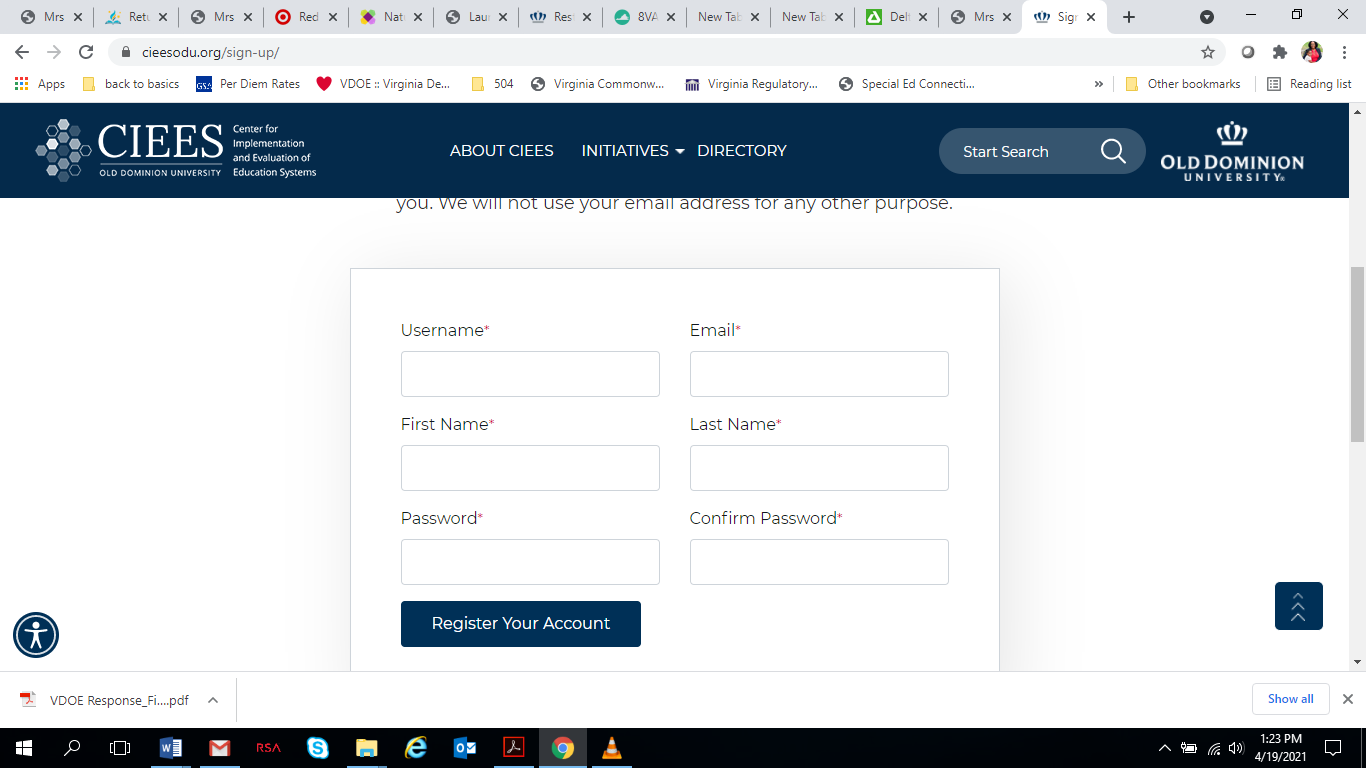 Mrs Retu Mrs Red Nat Lau Res 8VA New Tab New Tab Delt Mrs Sign
cieesodu.org/sign-up/
Apps back to basics GSA Per Diem Rates VDOE :: Virginia De... 504 Virginia Commonw... Virginia Regulatory... Special Ed Connecti... » Other bookmarks Reading list
CIEES
OLD DOMINION UNIVERSITY
Center for
Implementation
and Evaluation of
Education Systems
ABOUT CIEES INITIATIVES DIRECTORY
Start Search
OLD DOMINION
UNIVERSITY
you. We will not use your email address for any other purpose.
Username* Email*
First Name* Last Name*
Password* Confirm Password*
Register Your Account
VDOE Response_Fi....pdf
Show all
RSA
1:23 PM
4/19/2021